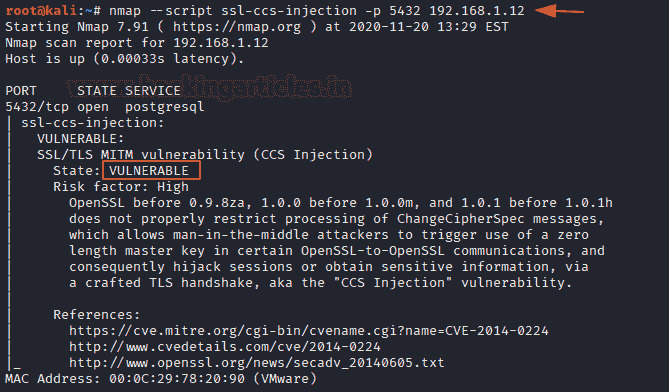 root@kali:~# nmap --script ssl-ccs-injection -p 5432 192.168.1.12
Starting Nmap 7.91 ( https://nmap.org ) at 2020-11-20 13:29 EST
Nmap scan report for 192.168.1.12
Host is up (0.00033s latency).
www.hackingarticles.in
PORT     STATE SERVICE
5432/tcp open  postgresql
| ssl-ccs-injection:
|   VULNERABLE:
|   SSL/TLS MITM vulnerability (CCS Injection)
|     State: VULNERABLE
|     Risk factor: High
|       OpenSSL before 0.9.8za, 1.0.0 before 1.0.0m, and 1.0.1 before 1.0.1h
|       does not properly restrict processing of ChangeCipherSpec messages,
|       which allows man-in-the-middle attackers to trigger use of a zero
|       length master key in certain OpenSSL-to-OpenSSL communications, and
|       consequently hijack sessions or obtain sensitive information, via
|       a crafted TLS handshake, aka the "CCS Injection" vulnerability.
|
|     References:
|       https://cve.mitre.org/cgi-bin/cvename.cgi?name=CVE-2014-0224
|       http://www.cvedetails.com/cve/2014-0224
|_      http://www.openssl.org/news/secadv_20140605.txt
MAC Address: 00:0C:29:78:20:90 (VMware)